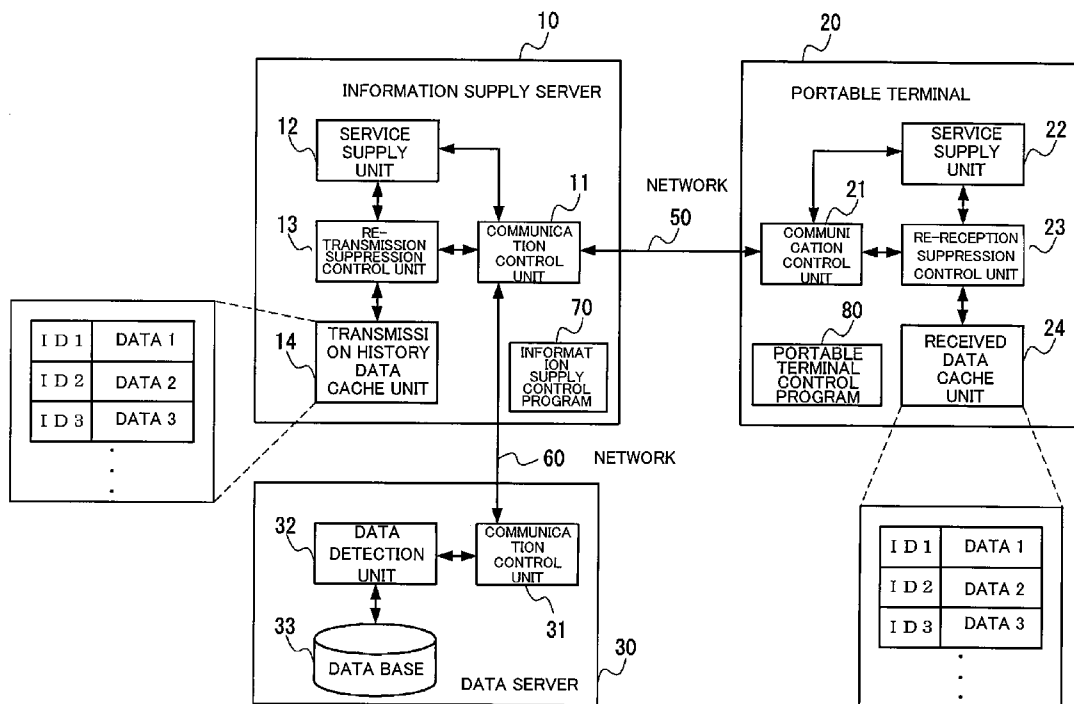 10
INFORMATION SUPPLY SERVER
12
SERVICE
SUPPLY
UNIT
11
COMMUNICA
TION
CONTROL
UNIT
13
RE-
TRANSMISSION
SUPPRESSION
CONTROL UNIT
14
TRANSMISSI
ON HISTORY
DATA
CACHE UNIT
70
INFORMAT
ION
SUPPLY
CONTROL
PROGRAM
ID1 DATA 1
ID2 DATA 2
ID3 DATA 3
NETWORK
50
20
PORTABLE TERMINAL
22
SERVICE
SUPPLY
UNIT
21
COMMUNI
CATION
CONTROL
UNIT
23
RE-RECEPTION
SUPPRESSION
CONTROL UNIT
80
PORTABLE
TERMINAL
CONTROL
PROGRAM
24
RECEIVED
DATA
CACHE
UNIT
ID1 DATA 1
ID2 DATA 2
ID3 DATA 3
60
NETWORK
32
DATA
DETECTION
UNIT
COMMUNICA
TION
CONTROL
UNIT
31
33
DATA BASE
30
DATA SERVER